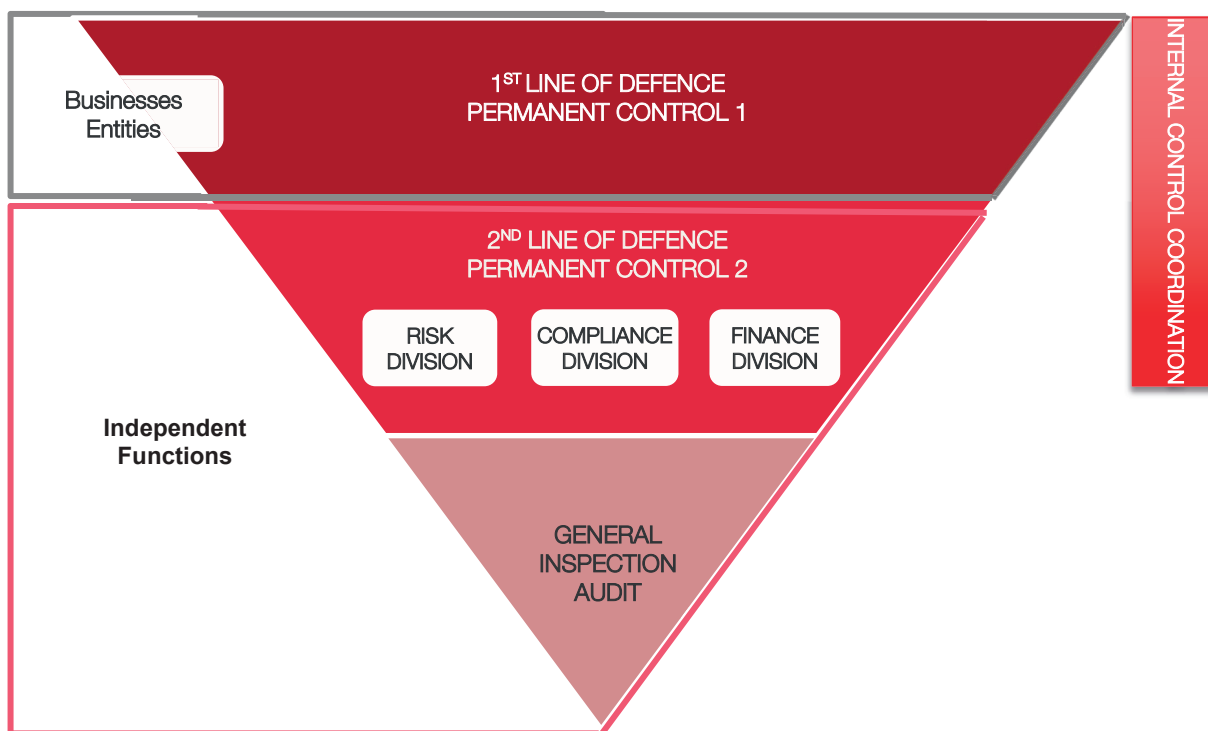 1ST LINE OF DEFENCE
PERMANENT CONTROL 1
Businesses
Entities
INTERNAL CONTROL COORDINATION
2ND LINE OF DEFENCE
PERMANENT CONTROL 2
RISK
DIVISION
COMPLIANCE
DIVISION
FINANCE
DIVISION
Independent
Functions
GENERAL
INSPECTION
AUDIT